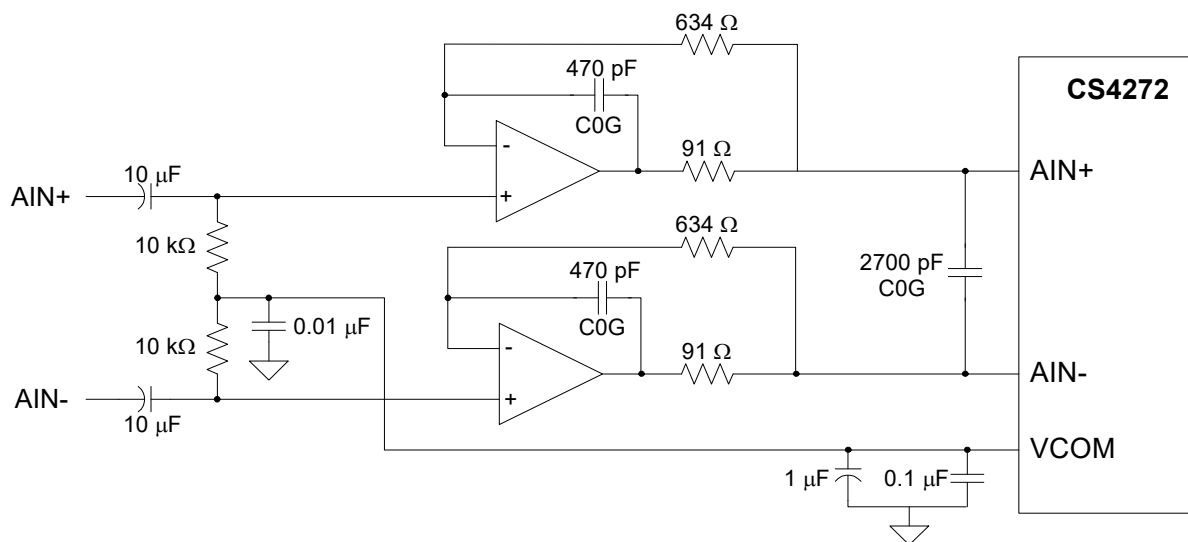 634 Ω
470 pF
C0G
CS4272
91 Ω
10 µF
AIN+
-
+
AIN+
10 kΩ
634 Ω
470 pF
C0G
2700 pF
C0G
0.01 µF
10 kΩ
91 Ω
-
+
AIN-
AIN-
10 µF
VCOM
1 µF
0.1 µF